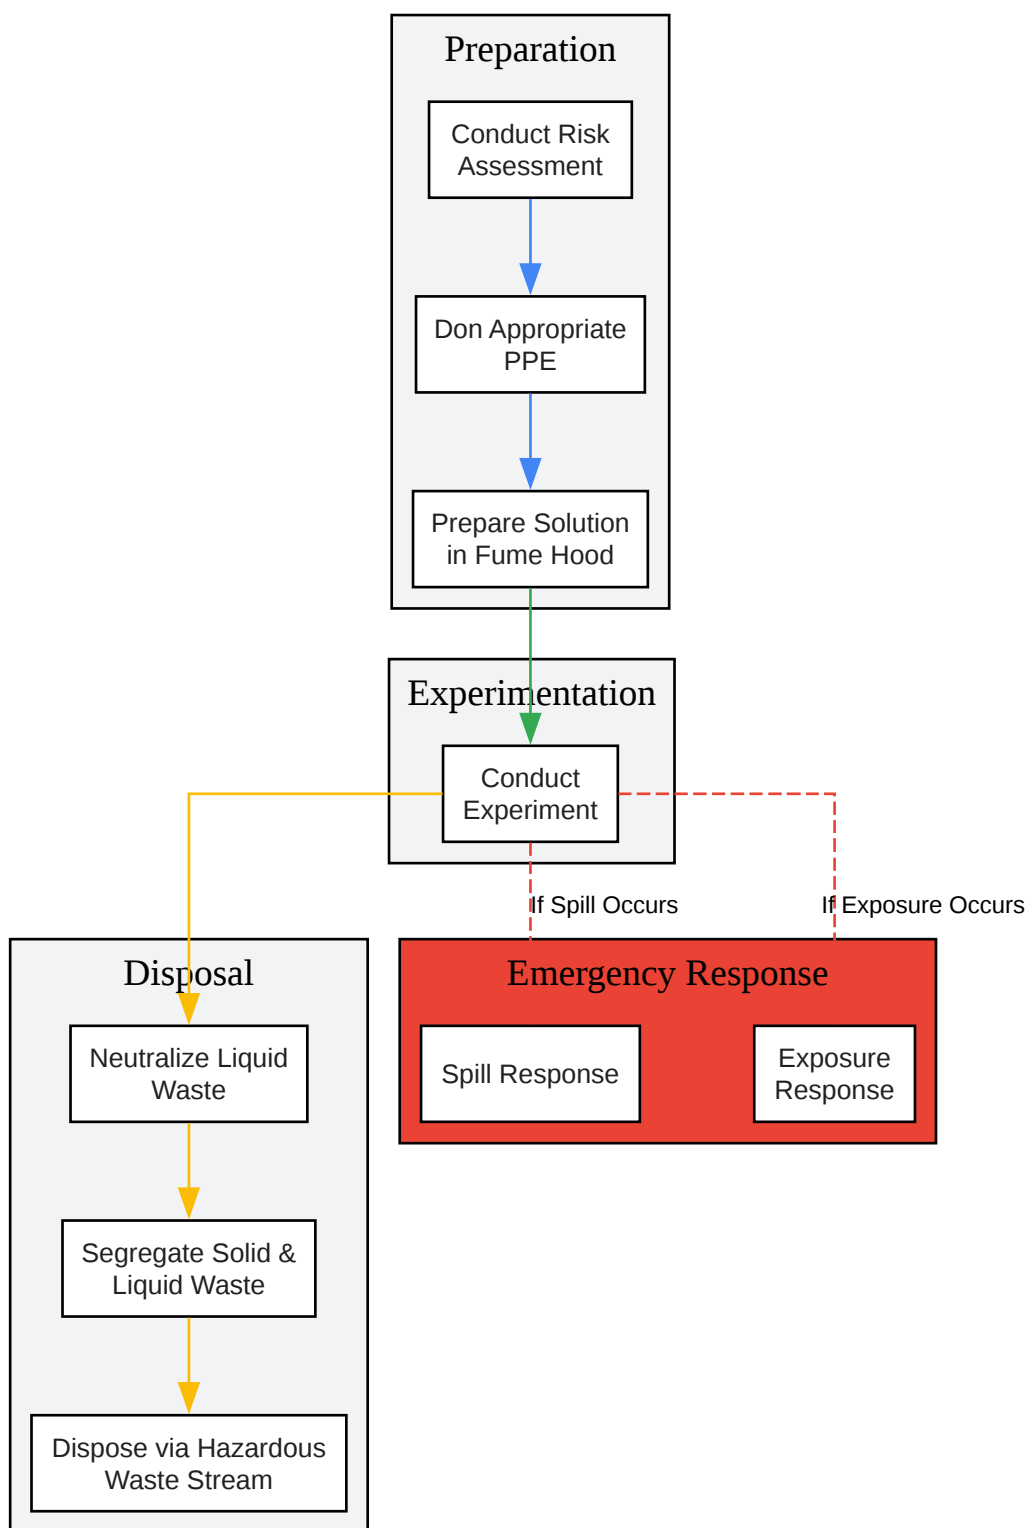 Preparation
Conduct Risk
Assessment
Don Appropriate
PPE
Prepare Solution
in Fume Hood
Experimentation
Conduct
Experiment
If Spill Occurs
If Exposure Occurs
Disposal
Neutralize Liquid
Waste
Segregate Solid &
Liquid Waste
Dispose via Hazardous
Waste Stream
Emergency Response
Spill Response
Exposure
Response